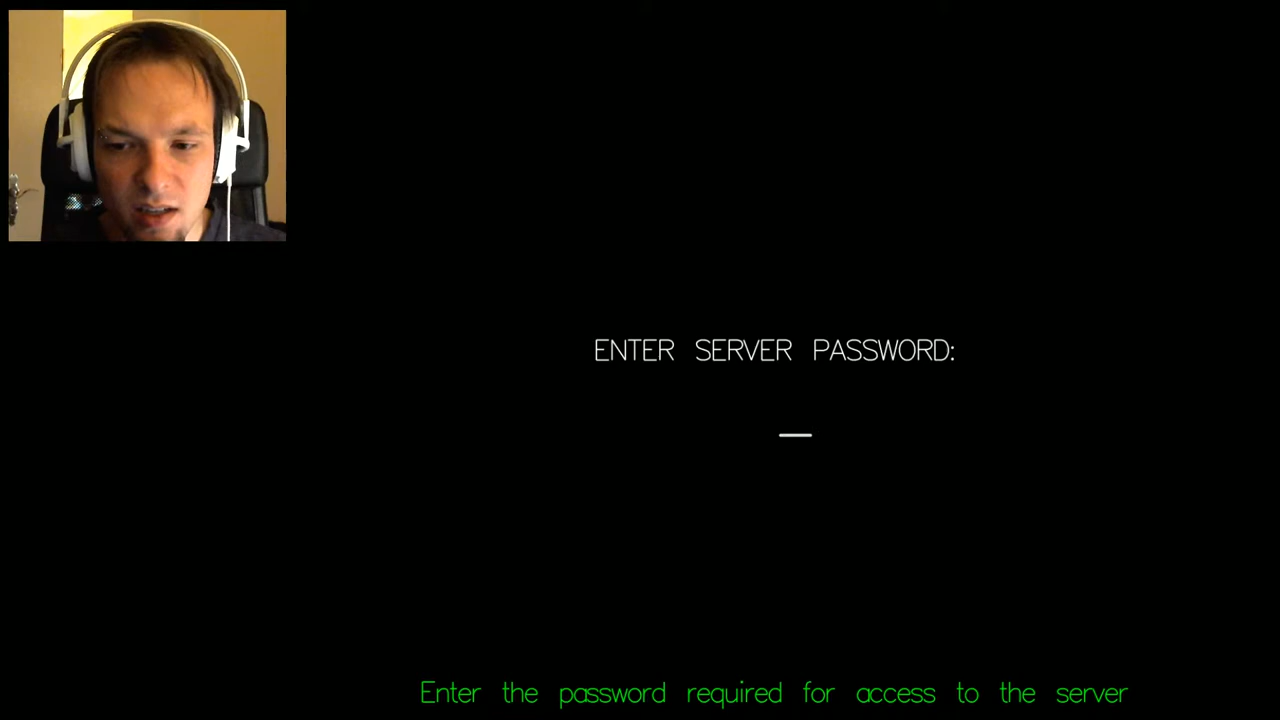 ENTER SERVER PASSWORD:
Enter the password required for access to the server